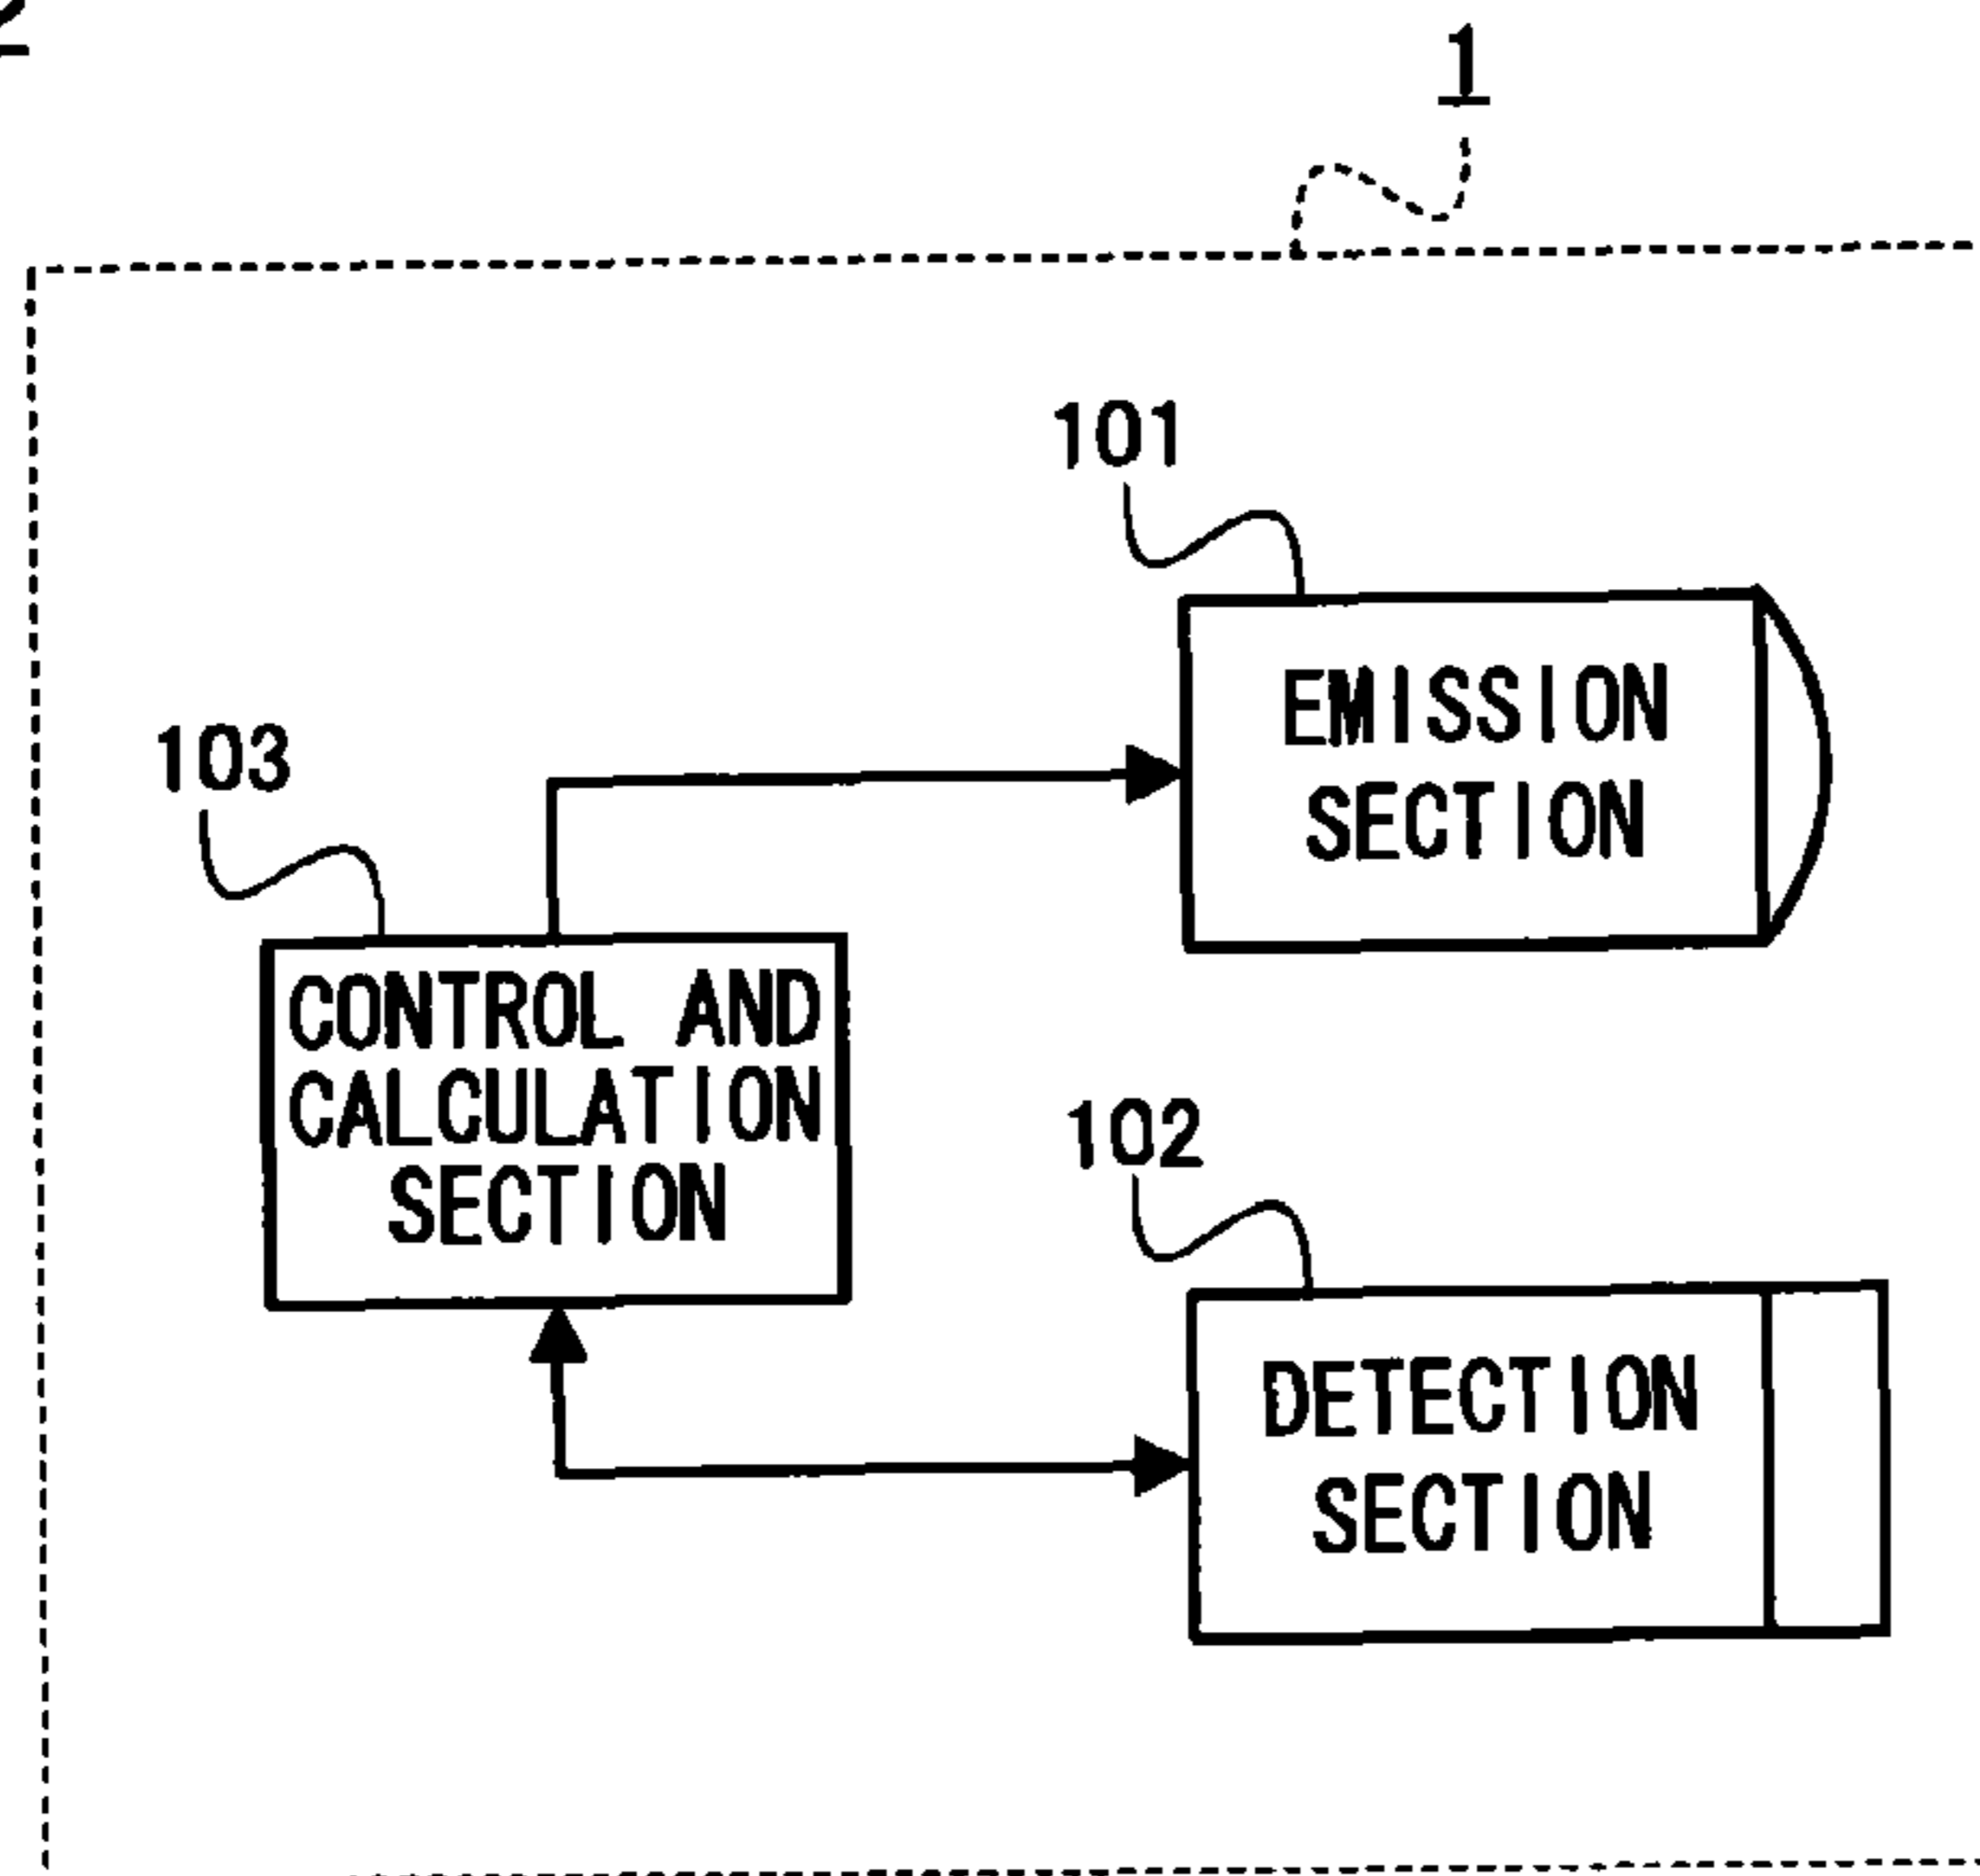 1
101
EMISSION
SECTION
103
CONTROL AND
CALCULATION
SECTION
102
DETECTION
SECTION